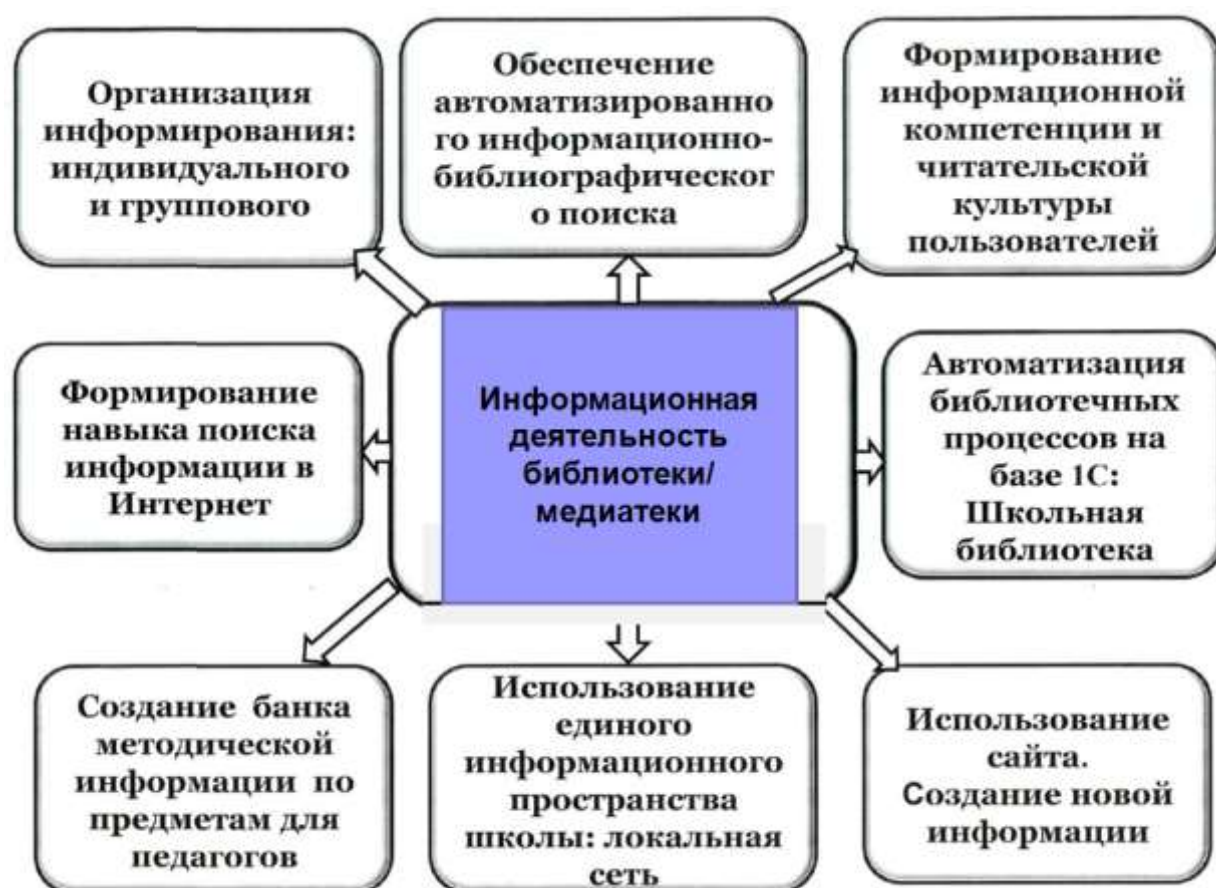 Организация
информирования:
индивидуального
и группового
Обеспечение
автоматизированно
го информационно-
библиографическог
о поиска
Формирование
информационной
компетенции и
читательской
культуры
пользователей
Формирование
навыка поиска
информации в
Интернет
Информационная
деятельность
библиотеки/
медиатеки
Автоматизация
библиотечных
процессов на
базе 1С:
Школьная
библиотека
Создание банка
методической
информации по
предметам для
педагогов
Использование
единого
информационного
пространства
школы: локальная
сеть
Использование
сайта.
Создание новой
информации